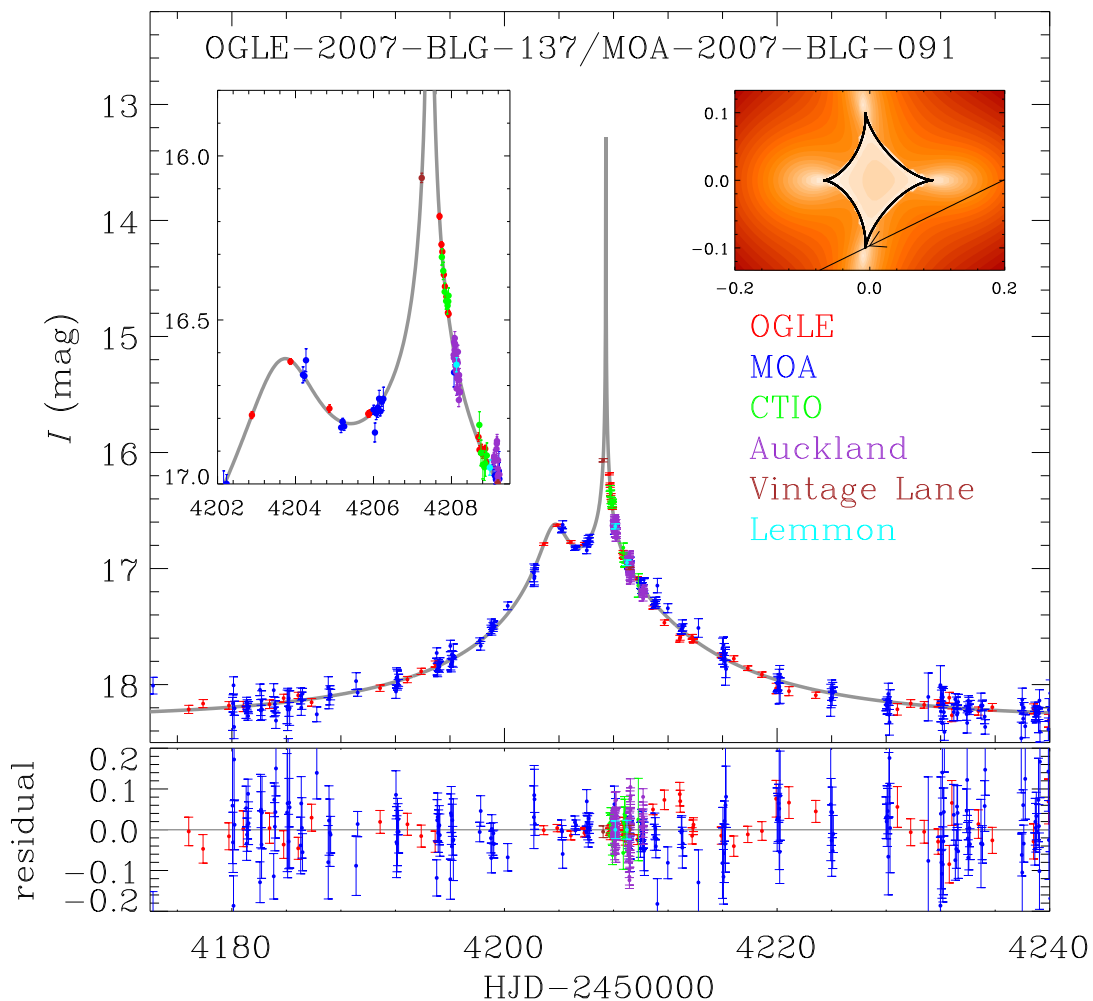 OGLE-2007-BLG-137/MOA-2007-BLG-091
13
14
15
16
17
18
I (mag)
16.0
16.5
17.0
4202 4204 4206 4208
0.1
0.0
-0.1
-0.2 0.0 0.2
OGLE
MOA
CTIO
Auckland
Vintage Lane
Lemmon
0.2
0.1
0.0
-0.1
-0.2
residual
4180 4200 4220 4240
HJD-2450000